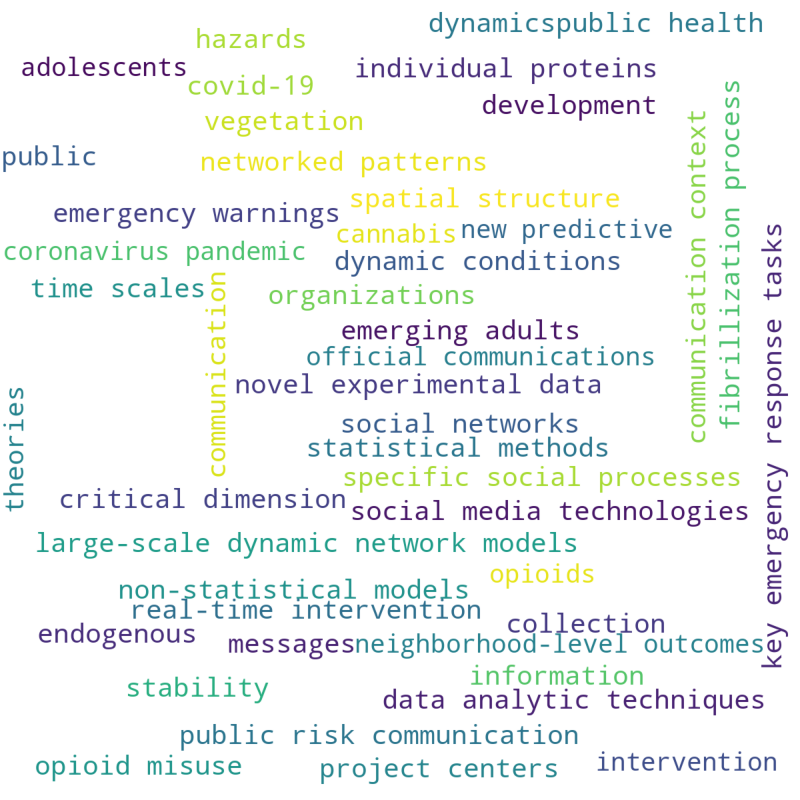 dynamicspublic health
hazards
adolescents
individual proteins
covid-19
development
vegetation
public
networked patterns
spatial structure
emergency warnings
cannabis
new predictive
coronavirus pandemic
dynamic conditions
time scales
organizations
communication
communication context
fibrillization process
key emergency response tasks
emerging adults
official communications
novel experimental data
theories
social networks
statistical methods
specific social processes
critical dimension
social media technologies
large-scale dynamic network models
opioids
non-statistical models
real-time intervention
collection
endogenous
messages
neighborhood-level outcomes
information
stability
data analytic techniques
public risk communication
opioid misuse
project centers
intervention